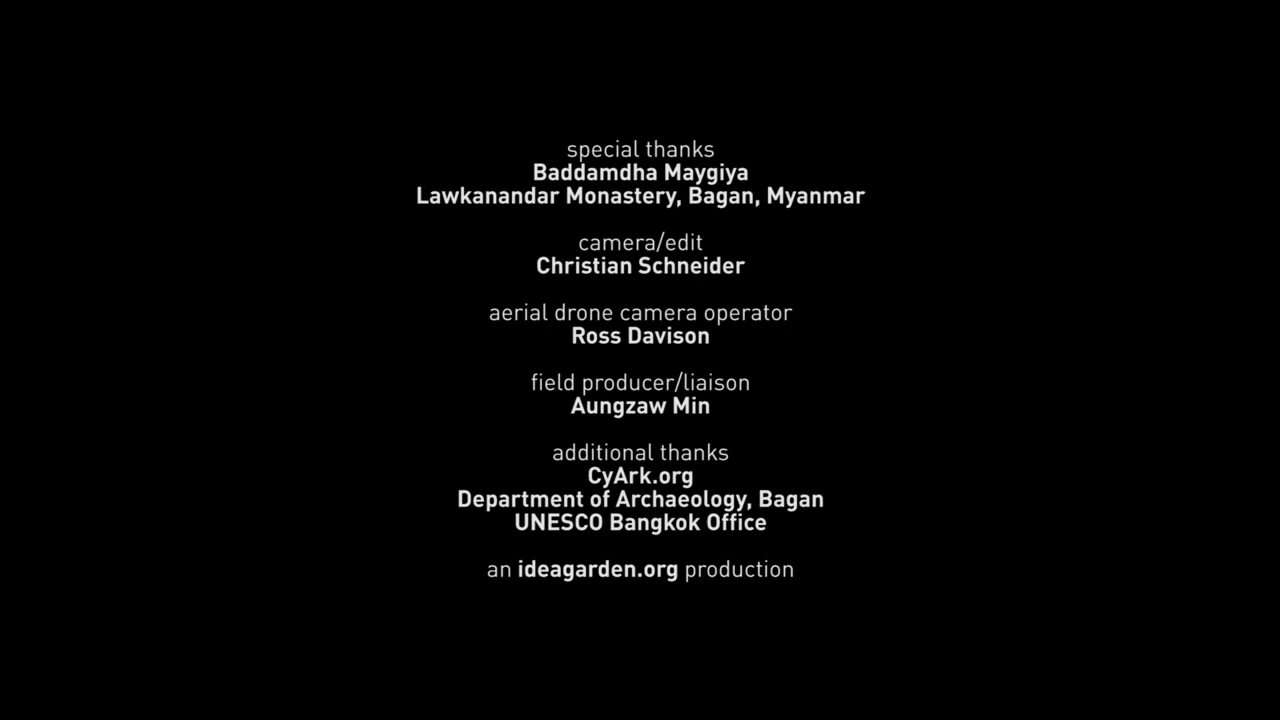 special thanks
Baddamdha Maygiya
Lawkanandar Monastery, Bagan, Myanmar
camera/edit
Christian Schneider
aerial drone camera operator
Ross Davison
field producer/liaison
Aungzaw Min
additional thanks
CyArk.org
Department of Archaeology, Bagan
UNESCO Bangkok Office
an ideagarden.org production